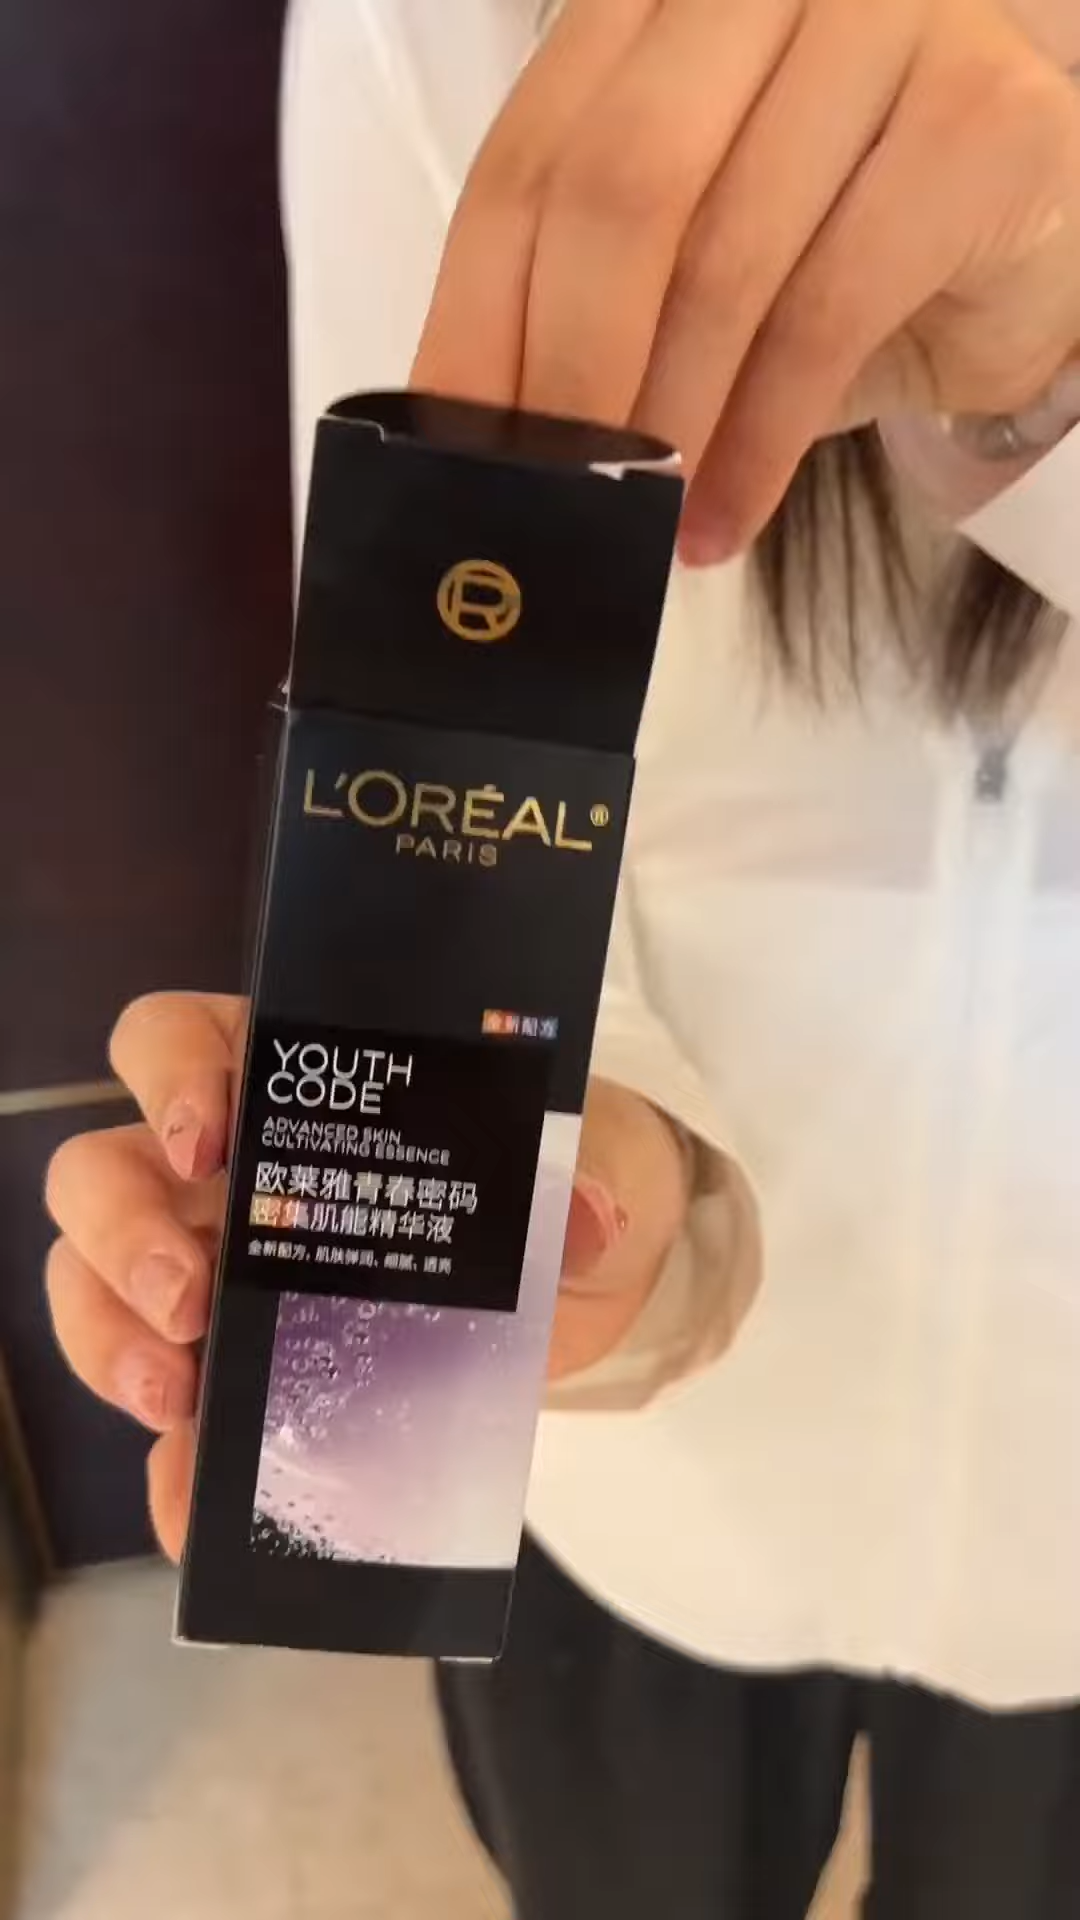 L'ORÉAL®
PARIS
全新配方
YOUTH
CODE
ADVANCED SKIN
CULTIVATING ESSENCE
欧莱雅青春密码
密集肌能精华液
全新配方，肌肤弹润、细腻、透亮